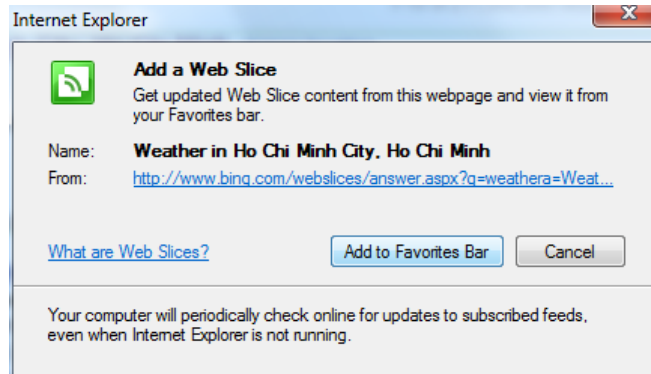 Internet Explorer
Add a Web Slice
Get updated Web Slice content from this webpage and view it from
your Favorites bar.
Name: Weather in Ho Chi Minh City, Ho Chi Minh
From: http://www.bing.com/webslices/answer.aspx?q=weathera=Weat...
What are Web Slices? Add to Favorites Bar Cancel
Your computer will periodically check online for updates to subscribed feeds,
even when Internet Explorer is not running.